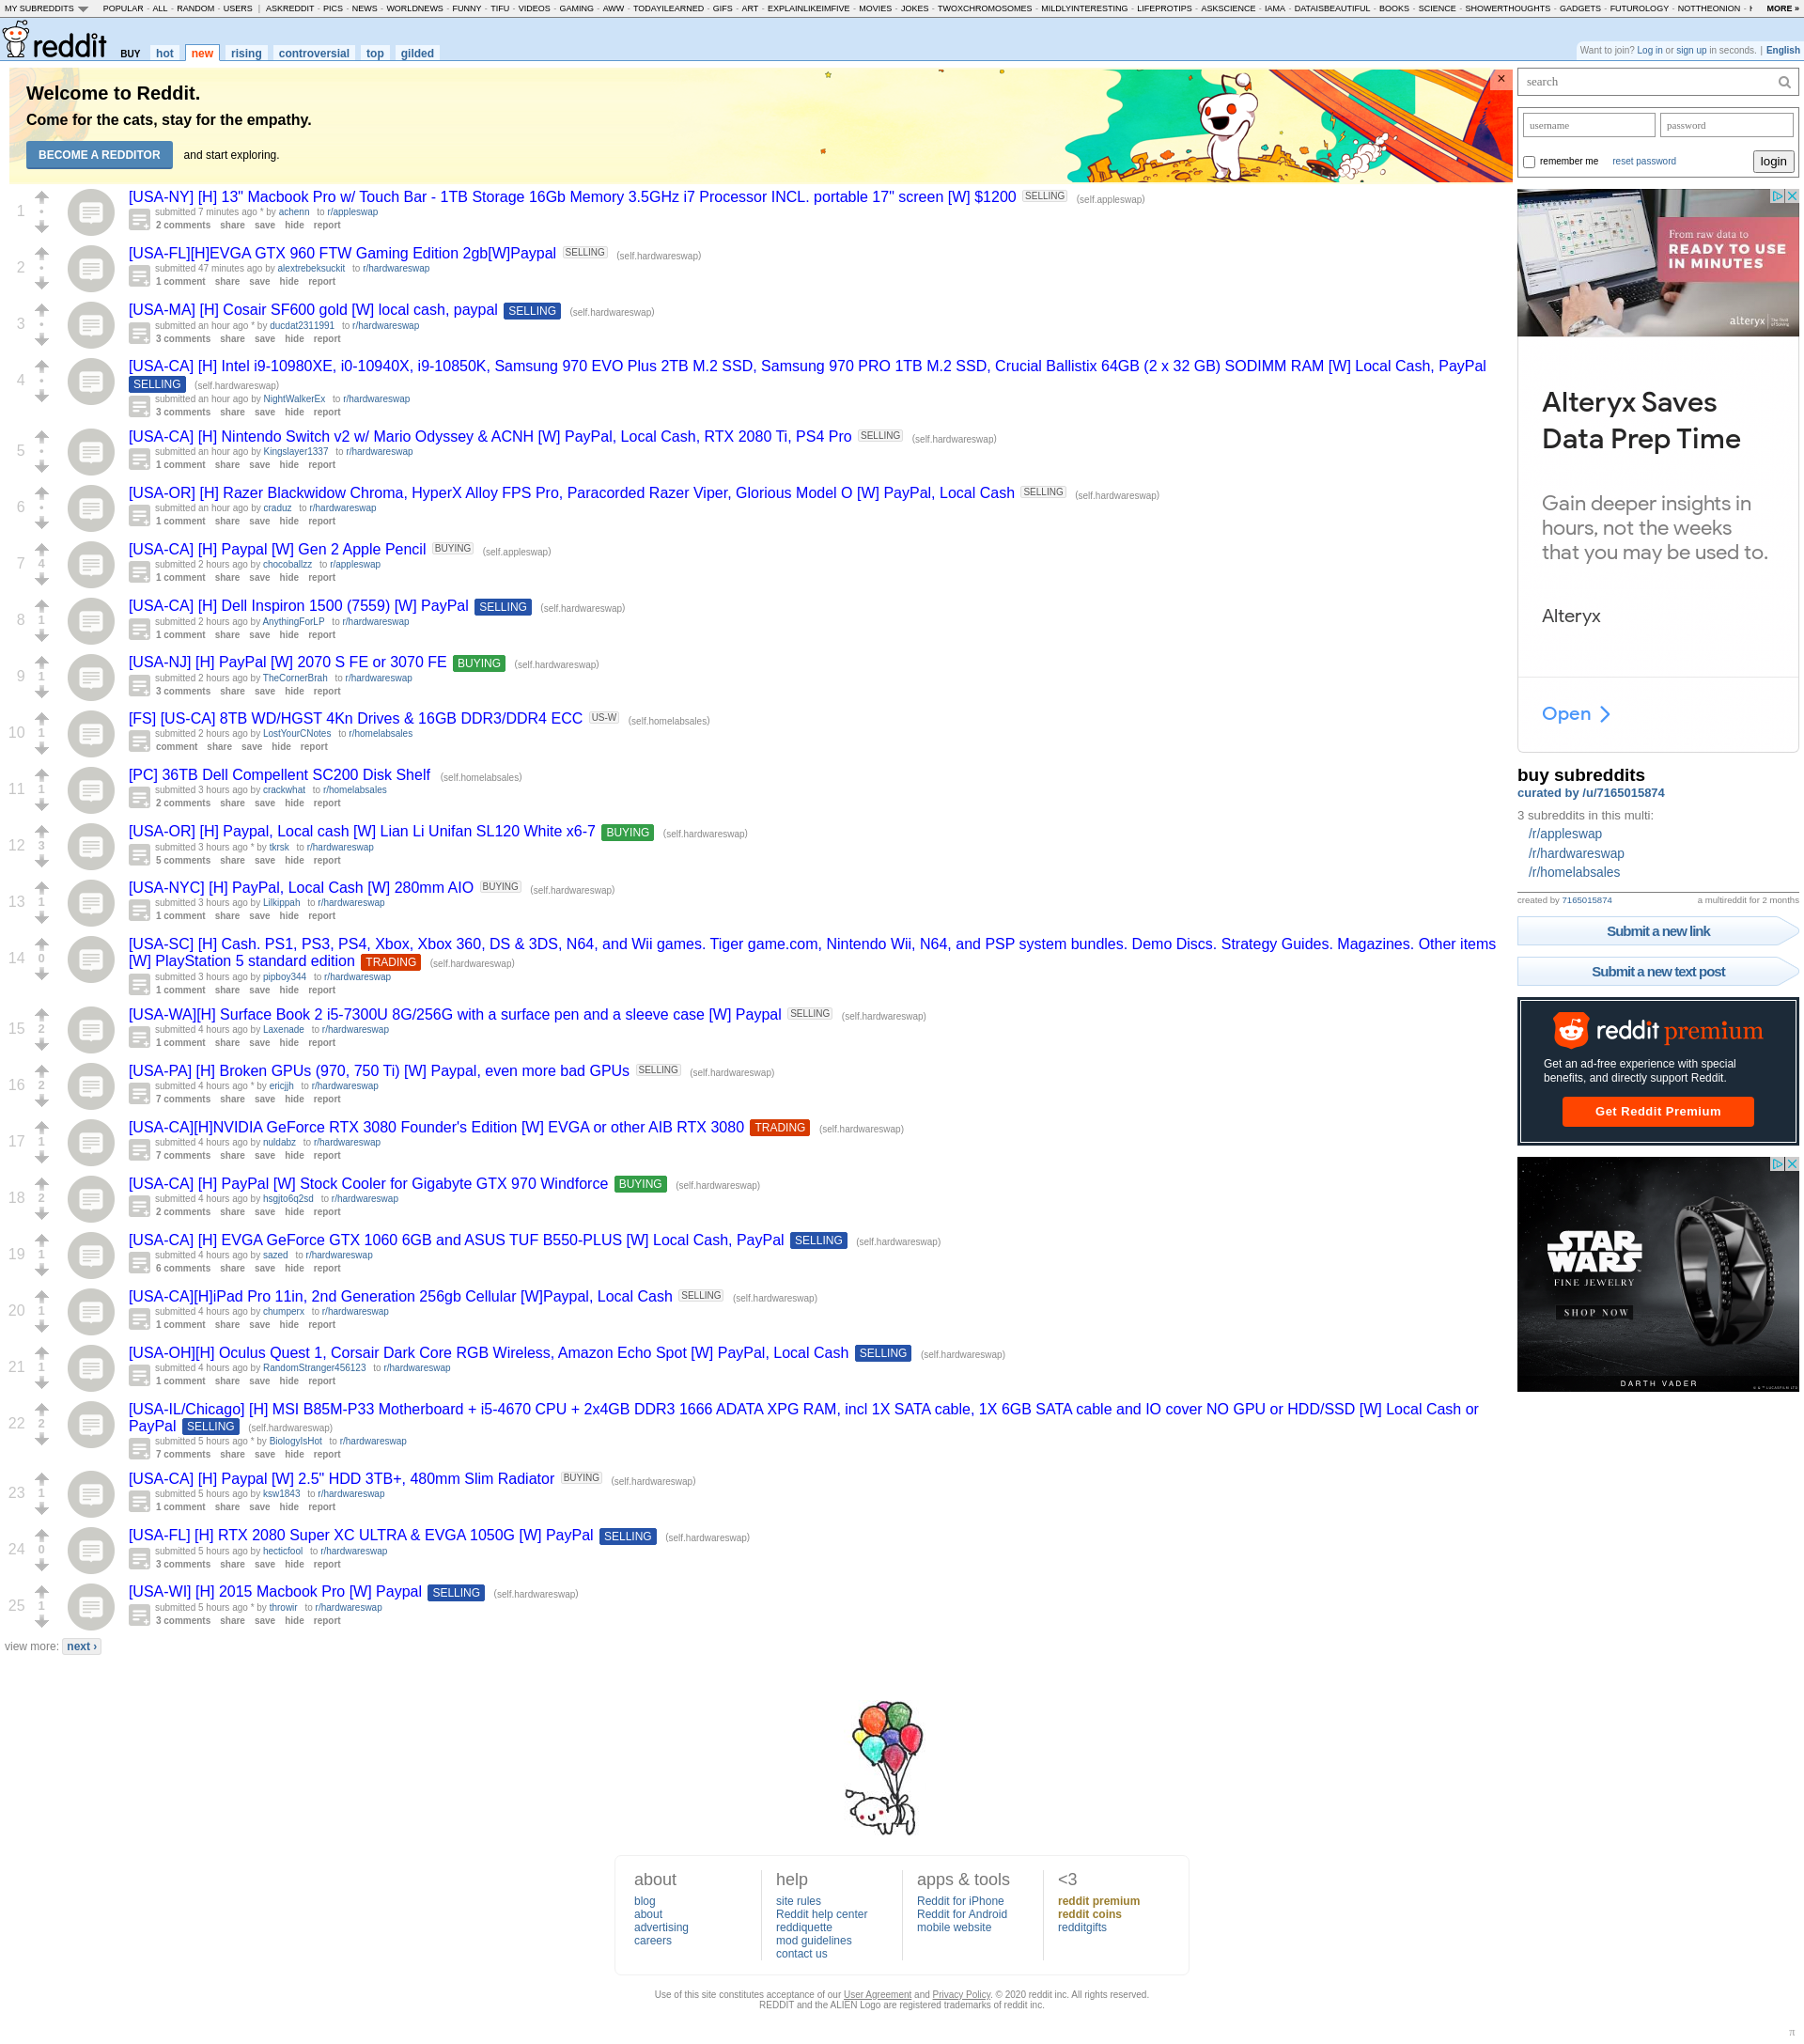 MY SUBREDDITS POPULAR - ALL - RANDOM - USERS | ASKREDDIT - PICS - NEWS - WORLDNEWS - FUNNY - TIFU - VIDEOS - GAMING - AWW - TODAYILEARNED - GIFS - ART - EXPLAINLIKEIMFIVE - MOVIES - JOKES - TWOXCHROMOSOMES - MILDLYINTERESTING - LIFEPROTIPS - ASKSCIENCE - IAMA - DATAISBEAUTIFUL - BOOKS - SCIENCE - SHOWERTHOUGHTS - GADGETS - FUTUROLOGY - NOTTHEONION - MORE »
reddit BUY hot new rising controversial top gilded
Want to join? Log in or sign up in seconds. | English
Welcome to Reddit.
Come for the cats, stay for the empathy.
BECOME A REDDITOR and start exploring.
×
1
[USA-NY] [H] 13" Macbook Pro w/ Touch Bar - 1TB Storage 16Gb Memory 3.5GHz i7 Processor INCL. portable 17" screen [W] $1200 SELLING (self.appleswap)
submitted 7 minutes ago * by achenn to r/appleswap
2 comments share save hide report
2
[USA-FL][H]EVGA GTX 960 FTW Gaming Edition 2gb[W]Paypal SELLING (self.hardwareswap)
submitted 47 minutes ago by alextrebeksuckit to r/hardwareswap
1 comment share save hide report
3
[USA-MA] [H] Cosair SF600 gold [W] local cash, paypal SELLING (self.hardwareswap)
submitted an hour ago * by ducdat2311991 to r/hardwareswap
3 comments share save hide report
4
[USA-CA] [H] Intel i9-10980XE, i0-10940X, i9-10850K, Samsung 970 EVO Plus 2TB M.2 SSD, Samsung 970 PRO 1TB M.2 SSD, Crucial Ballistix 64GB (2 x 32 GB) SODIMM RAM [W] Local Cash, PayPal
SELLING (self.hardwareswap)
submitted an hour ago by NightWalkerEx to r/hardwareswap
3 comments share save hide report
5
[USA-CA] [H] Nintendo Switch v2 w/ Mario Odyssey & ACNH [W] PayPal, Local Cash, RTX 2080 Ti, PS4 Pro SELLING (self.hardwareswap)
submitted an hour ago by Kingslayer1337 to r/hardwareswap
1 comment share save hide report
6
[USA-OR] [H] Razer Blackwidow Chroma, HyperX Alloy FPS Pro, Paracorded Razer Viper, Glorious Model O [W] PayPal, Local Cash SELLING (self.hardwareswap)
submitted an hour ago by craduz to r/hardwareswap
1 comment share save hide report
7 4
[USA-CA] [H] Paypal [W] Gen 2 Apple Pencil BUYING (self.appleswap)
submitted 2 hours ago by chocoballzz to r/appleswap
1 comment share save hide report
8 1
[USA-CA] [H] Dell Inspiron 1500 (7559) [W] PayPal SELLING (self.hardwareswap)
submitted 2 hours ago by AnythingForLP to r/hardwareswap
1 comment share save hide report
9 1
[USA-NJ] [H] PayPal [W] 2070 S FE or 3070 FE BUYING (self.hardwareswap)
submitted 2 hours ago by TheCornerBrah to r/hardwareswap
3 comments share save hide report
10 1
[FS] [US-CA] 8TB WD/HGST 4Kn Drives & 16GB DDR3/DDR4 ECC US-W (self.homelabsales)
submitted 2 hours ago by LostYourCNotes to r/homelabsales
comment share save hide report
11 1
[PC] 36TB Dell Compellent SC200 Disk Shelf (self.homelabsales)
submitted 3 hours ago by crackwhat to r/homelabsales
2 comments share save hide report
12 3
[USA-OR] [H] Paypal, Local cash [W] Lian Li Unifan SL120 White x6-7 BUYING (self.hardwareswap)
submitted 3 hours ago * by tkrsk to r/hardwareswap
5 comments share save hide report
13 1
[USA-NYC] [H] PayPal, Local Cash [W] 280mm AIO BUYING (self.hardwareswap)
submitted 3 hours ago by Lilkippah to r/hardwareswap
1 comment share save hide report
14 0
[USA-SC] [H] Cash. PS1, PS3, PS4, Xbox, Xbox 360, DS & 3DS, N64, and Wii games. Tiger game.com, Nintendo Wii, N64, and PSP system bundles. Demo Discs. Strategy Guides. Magazines. Other items
[W] PlayStation 5 standard edition TRADING (self.hardwareswap)
submitted 3 hours ago by pipboy344 to r/hardwareswap
1 comment share save hide report
15 2
[USA-WA][H] Surface Book 2 i5-7300U 8G/256G with a surface pen and a sleeve case [W] Paypal SELLING (self.hardwareswap)
submitted 4 hours ago by Laxenade to r/hardwareswap
1 comment share save hide report
16 2
[USA-PA] [H] Broken GPUs (970, 750 Ti) [W] Paypal, even more bad GPUs SELLING (self.hardwareswap)
submitted 4 hours ago * by ericjjh to r/hardwareswap
7 comments share save hide report
17 1
[USA-CA][H]NVIDIA GeForce RTX 3080 Founder's Edition [W] EVGA or other AIB RTX 3080 TRADING (self.hardwareswap)
submitted 4 hours ago by nuldabz to r/hardwareswap
7 comments share save hide report
18 2
[USA-CA] [H] PayPal [W] Stock Cooler for Gigabyte GTX 970 Windforce BUYING (self.hardwareswap)
submitted 4 hours ago by hsgjto6q2sd to r/hardwareswap
2 comments share save hide report
19 1
[USA-CA] [H] EVGA GeForce GTX 1060 6GB and ASUS TUF B550-PLUS [W] Local Cash, PayPal SELLING (self.hardwareswap)
submitted 4 hours ago by sazed to r/hardwareswap
6 comments share save hide report
20 1
[USA-CA][H]iPad Pro 11in, 2nd Generation 256gb Cellular [W]Paypal, Local Cash SELLING (self.hardwareswap)
submitted 4 hours ago by chumperx to r/hardwareswap
1 comment share save hide report
21 1
[USA-OH][H] Oculus Quest 1, Corsair Dark Core RGB Wireless, Amazon Echo Spot [W] PayPal, Local Cash SELLING (self.hardwareswap)
submitted 4 hours ago by RandomStranger456123 to r/hardwareswap
1 comment share save hide report
22 2
[USA-IL/Chicago] [H] MSI B85M-P33 Motherboard + i5-4670 CPU + 2x4GB DDR3 1666 ADATA XPG RAM, incl 1X SATA cable, 1X 6GB SATA cable and IO cover NO GPU or HDD/SSD [W] Local Cash or
PayPal SELLING (self.hardwareswap)
submitted 5 hours ago * by BiologyIsHot to r/hardwareswap
7 comments share save hide report
23 1
[USA-CA] [H] Paypal [W] 2.5" HDD 3TB+, 480mm Slim Radiator BUYING (self.hardwareswap)
submitted 5 hours ago by ksw1843 to r/hardwareswap
1 comment share save hide report
24 0
[USA-FL] [H] RTX 2080 Super XC ULTRA & EVGA 1050G [W] PayPal SELLING (self.hardwareswap)
submitted 5 hours ago by hecticfool to r/hardwareswap
3 comments share save hide report
25 1
[USA-WI] [H] 2015 Macbook Pro [W] Paypal SELLING (self.hardwareswap)
submitted 5 hours ago * by throwir to r/hardwareswap
3 comments share save hide report
view more: next ›
search
username password
remember me reset password login
From raw data to
READY TO USE
IN MINUTES
alteryx
Alteryx Saves
Data Prep Time
Gain deeper insights in
hours, not the weeks
that you may be used to.
Alteryx
Open
buy subreddits
curated by /u/7165015874
3 subreddits in this multi:
/r/appleswap
/r/hardwareswap
/r/homelabsales
created by 7165015874 a multireddit for 2 months
Submit a new link
Submit a new text post
reddit premium
Get an ad-free experience with special
benefits, and directly support Reddit.
Get Reddit Premium
STAR
WARS
FINE JEWELRY
SHOP NOW
DARTH VADER
about
blog
about
advertising
careers
help
site rules
Reddit help center
reddiquette
mod guidelines
contact us
apps & tools
Reddit for iPhone
Reddit for Android
mobile website
<3
reddit premium
reddit coins
redditgifts
Use of this site constitutes acceptance of our User Agreement and Privacy Policy. © 2020 reddit inc. All rights reserved.
REDDIT and the ALIEN Logo are registered trademarks of reddit inc.
π